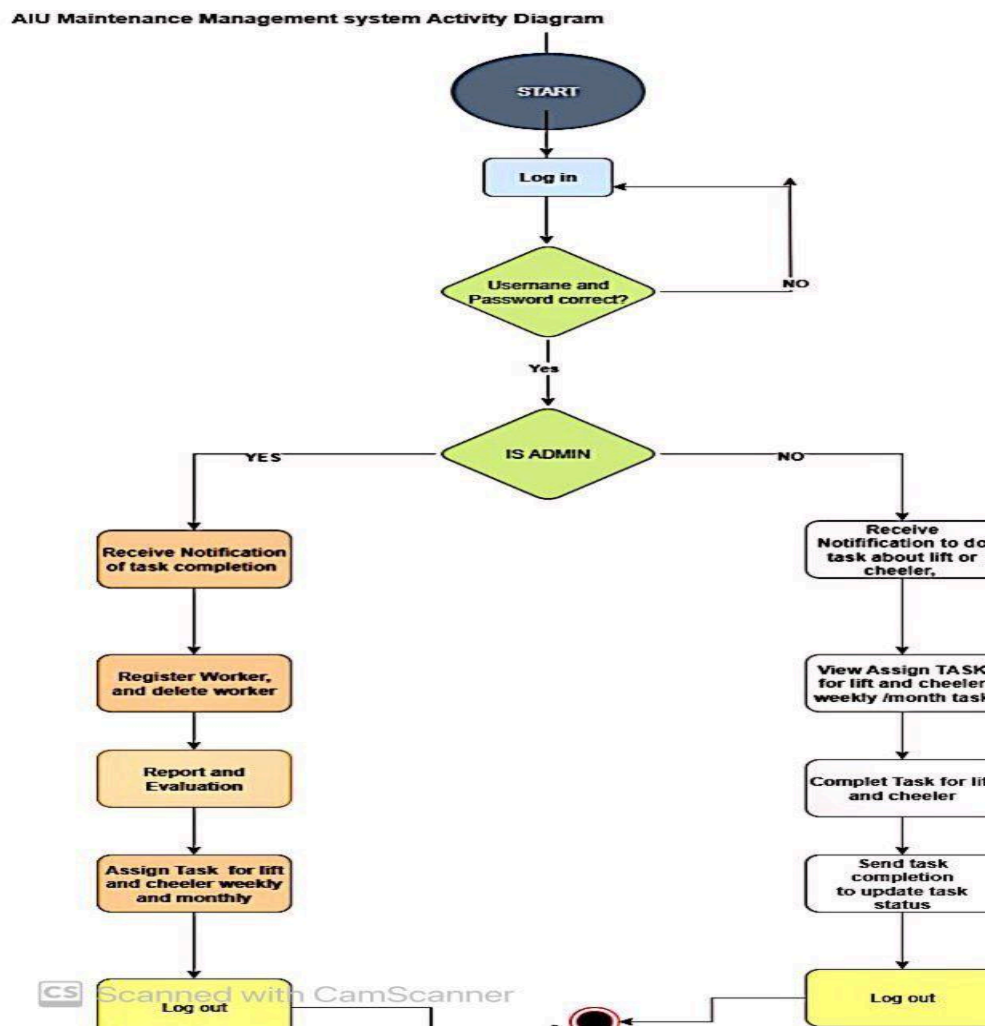 AIU Maintenance Management system Activity Diagram
START
Log in
Username and
Password correct?
NO
Yes
IS ADMIN
YES
NO
Receive Notification
of task completion
Receive
Notifification to do
task about lift or
cheeler,
Register Worker,
and delete worker
View Assign TASK
for lift and cheeler
weekly /month task
Report and
Evaluation
Complet Task for lif
and cheeler
Assign Task for lift
and cheeler weekly
and monthly
Send task
completion
to update task
status
Log out
Log out
CS Scanned with CamScanner